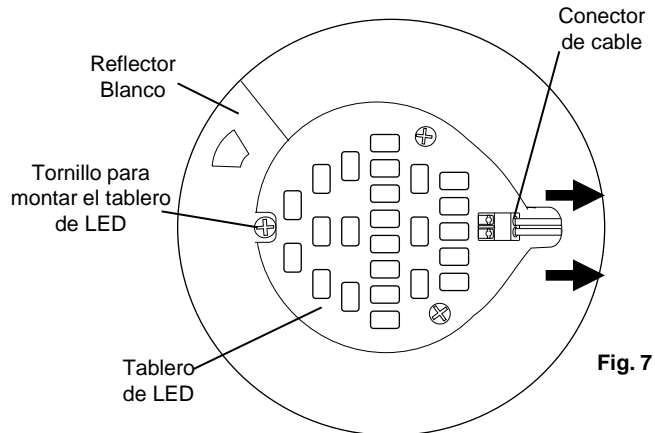 Conector
de cable
Reflector
Blanco
Tornillo para
montar el tablero
de LED
Tablero
de LED
Fig. 7